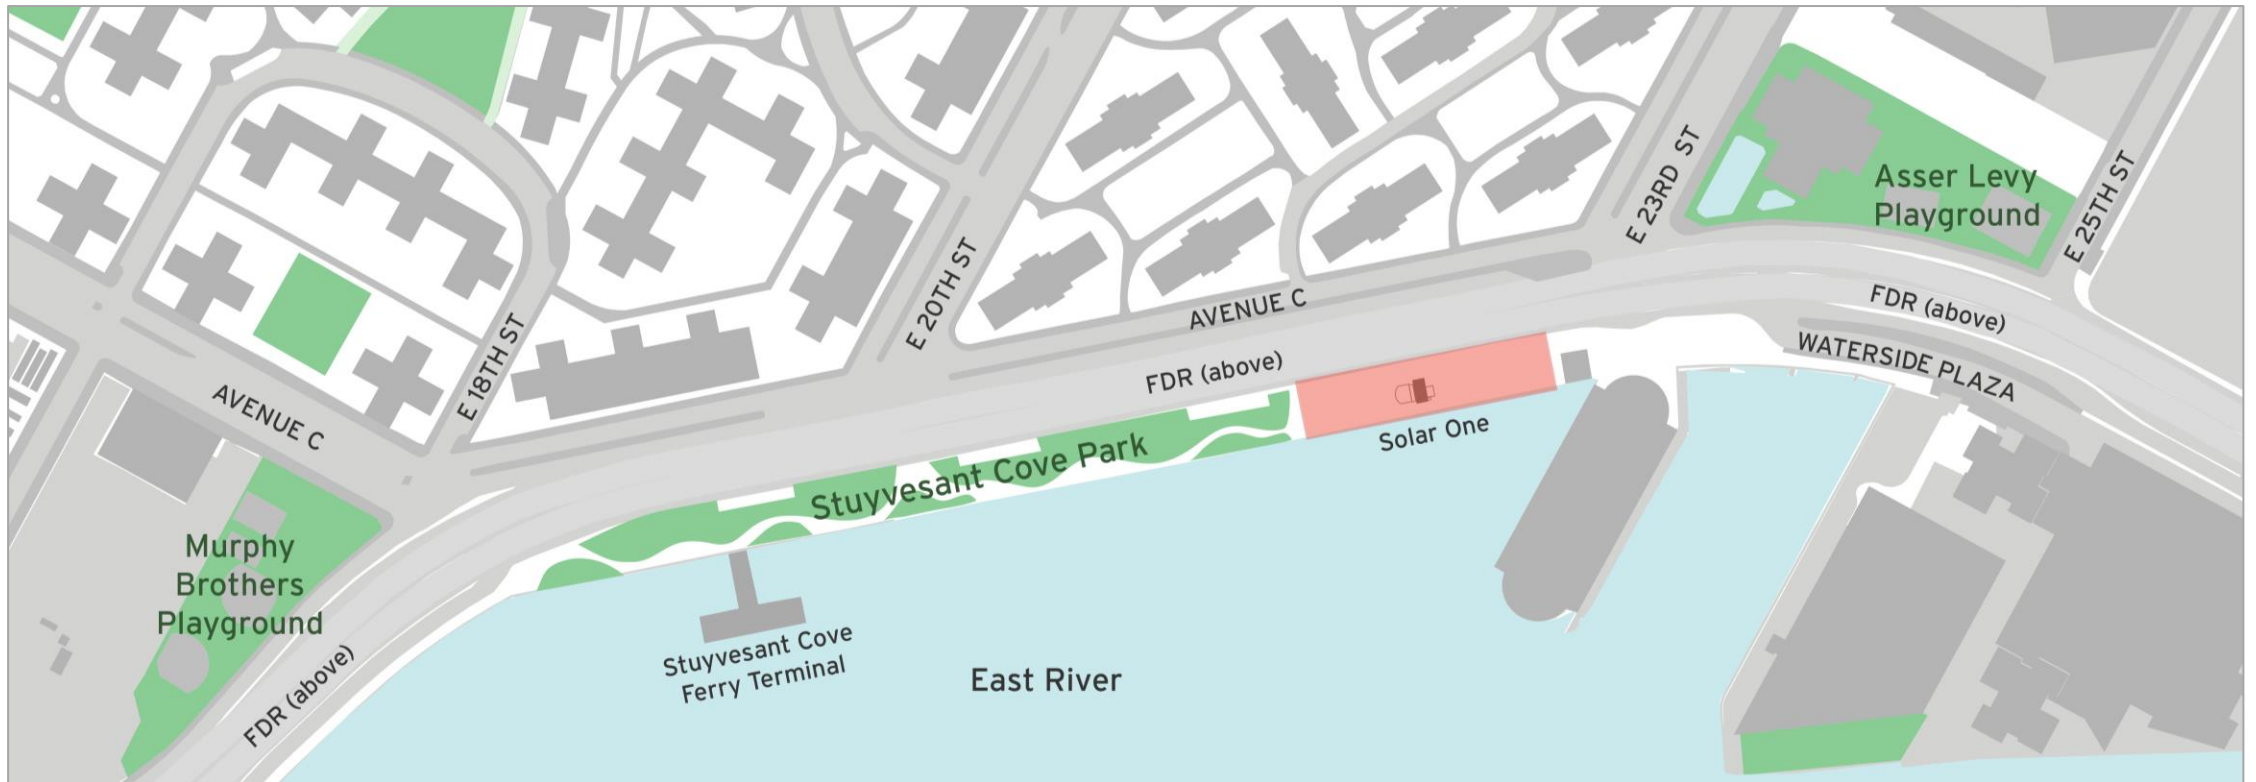 E 23RD ST
Asser Levy
Playground
E 25TH ST
E 20TH ST
AVENUE C
FDR (above)
E 18TH ST
FDR (above)
WATERSIDE PLAZA
AVENUE C
Solar One
Stuyvesant Cove Park
Murphy
Brothers
Playground
Stuyvesant Cove
Ferry Terminal
East River
FDR (above)